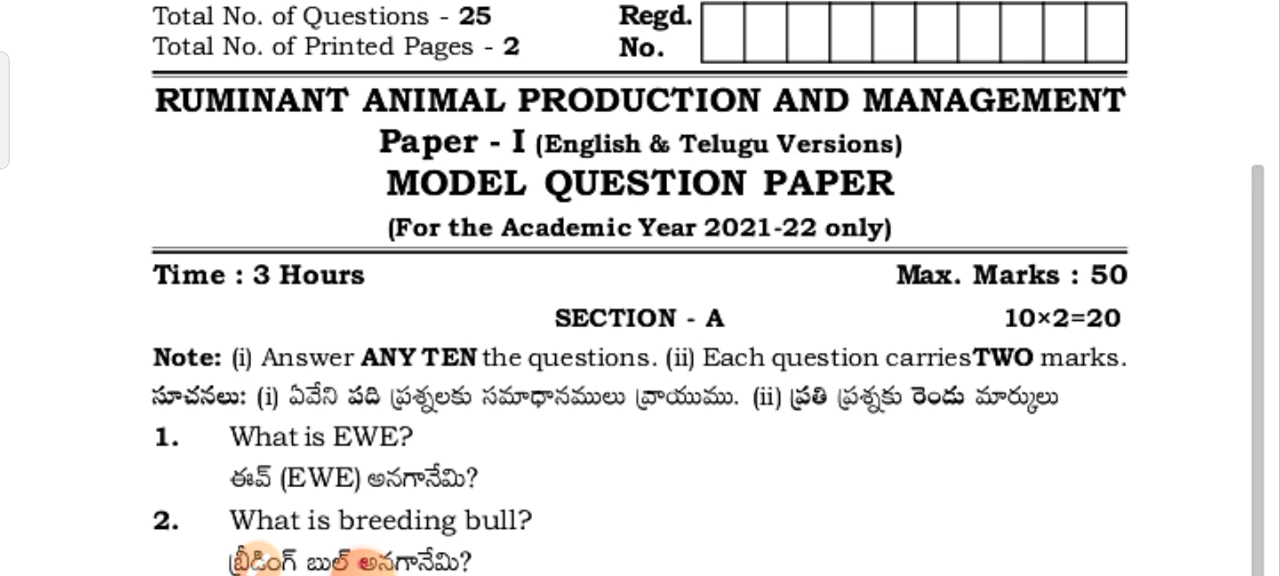 Total No. of Questions - 25 Regd.
Total No. of Printed Pages - 2 No.
RUMINANT ANIMAL PRODUCTION AND MANAGEMENT
Paper - I (English & Telugu Versions)
MODEL QUESTION PAPER
(For the Academic Year 2021-22 only)
Time : 3 Hours Max. Marks : 50
SECTION - A 10×2=20
Note: (i) Answer ANY TEN the questions. (ii) Each question carries TWO marks.
సూచనలు: (i) ఏవేని పది ప్రశ్నలకు సమాధానములు వ్రాయుము. (ii) ప్రతి ప్రశ్నకు రెండు మార్కులు
1. What is EWE?
ఈవ్ (EWE) అనగానేమి?
2. What is breeding bull?
బ్రీడింగ్ బుల్ అనగానేమి?